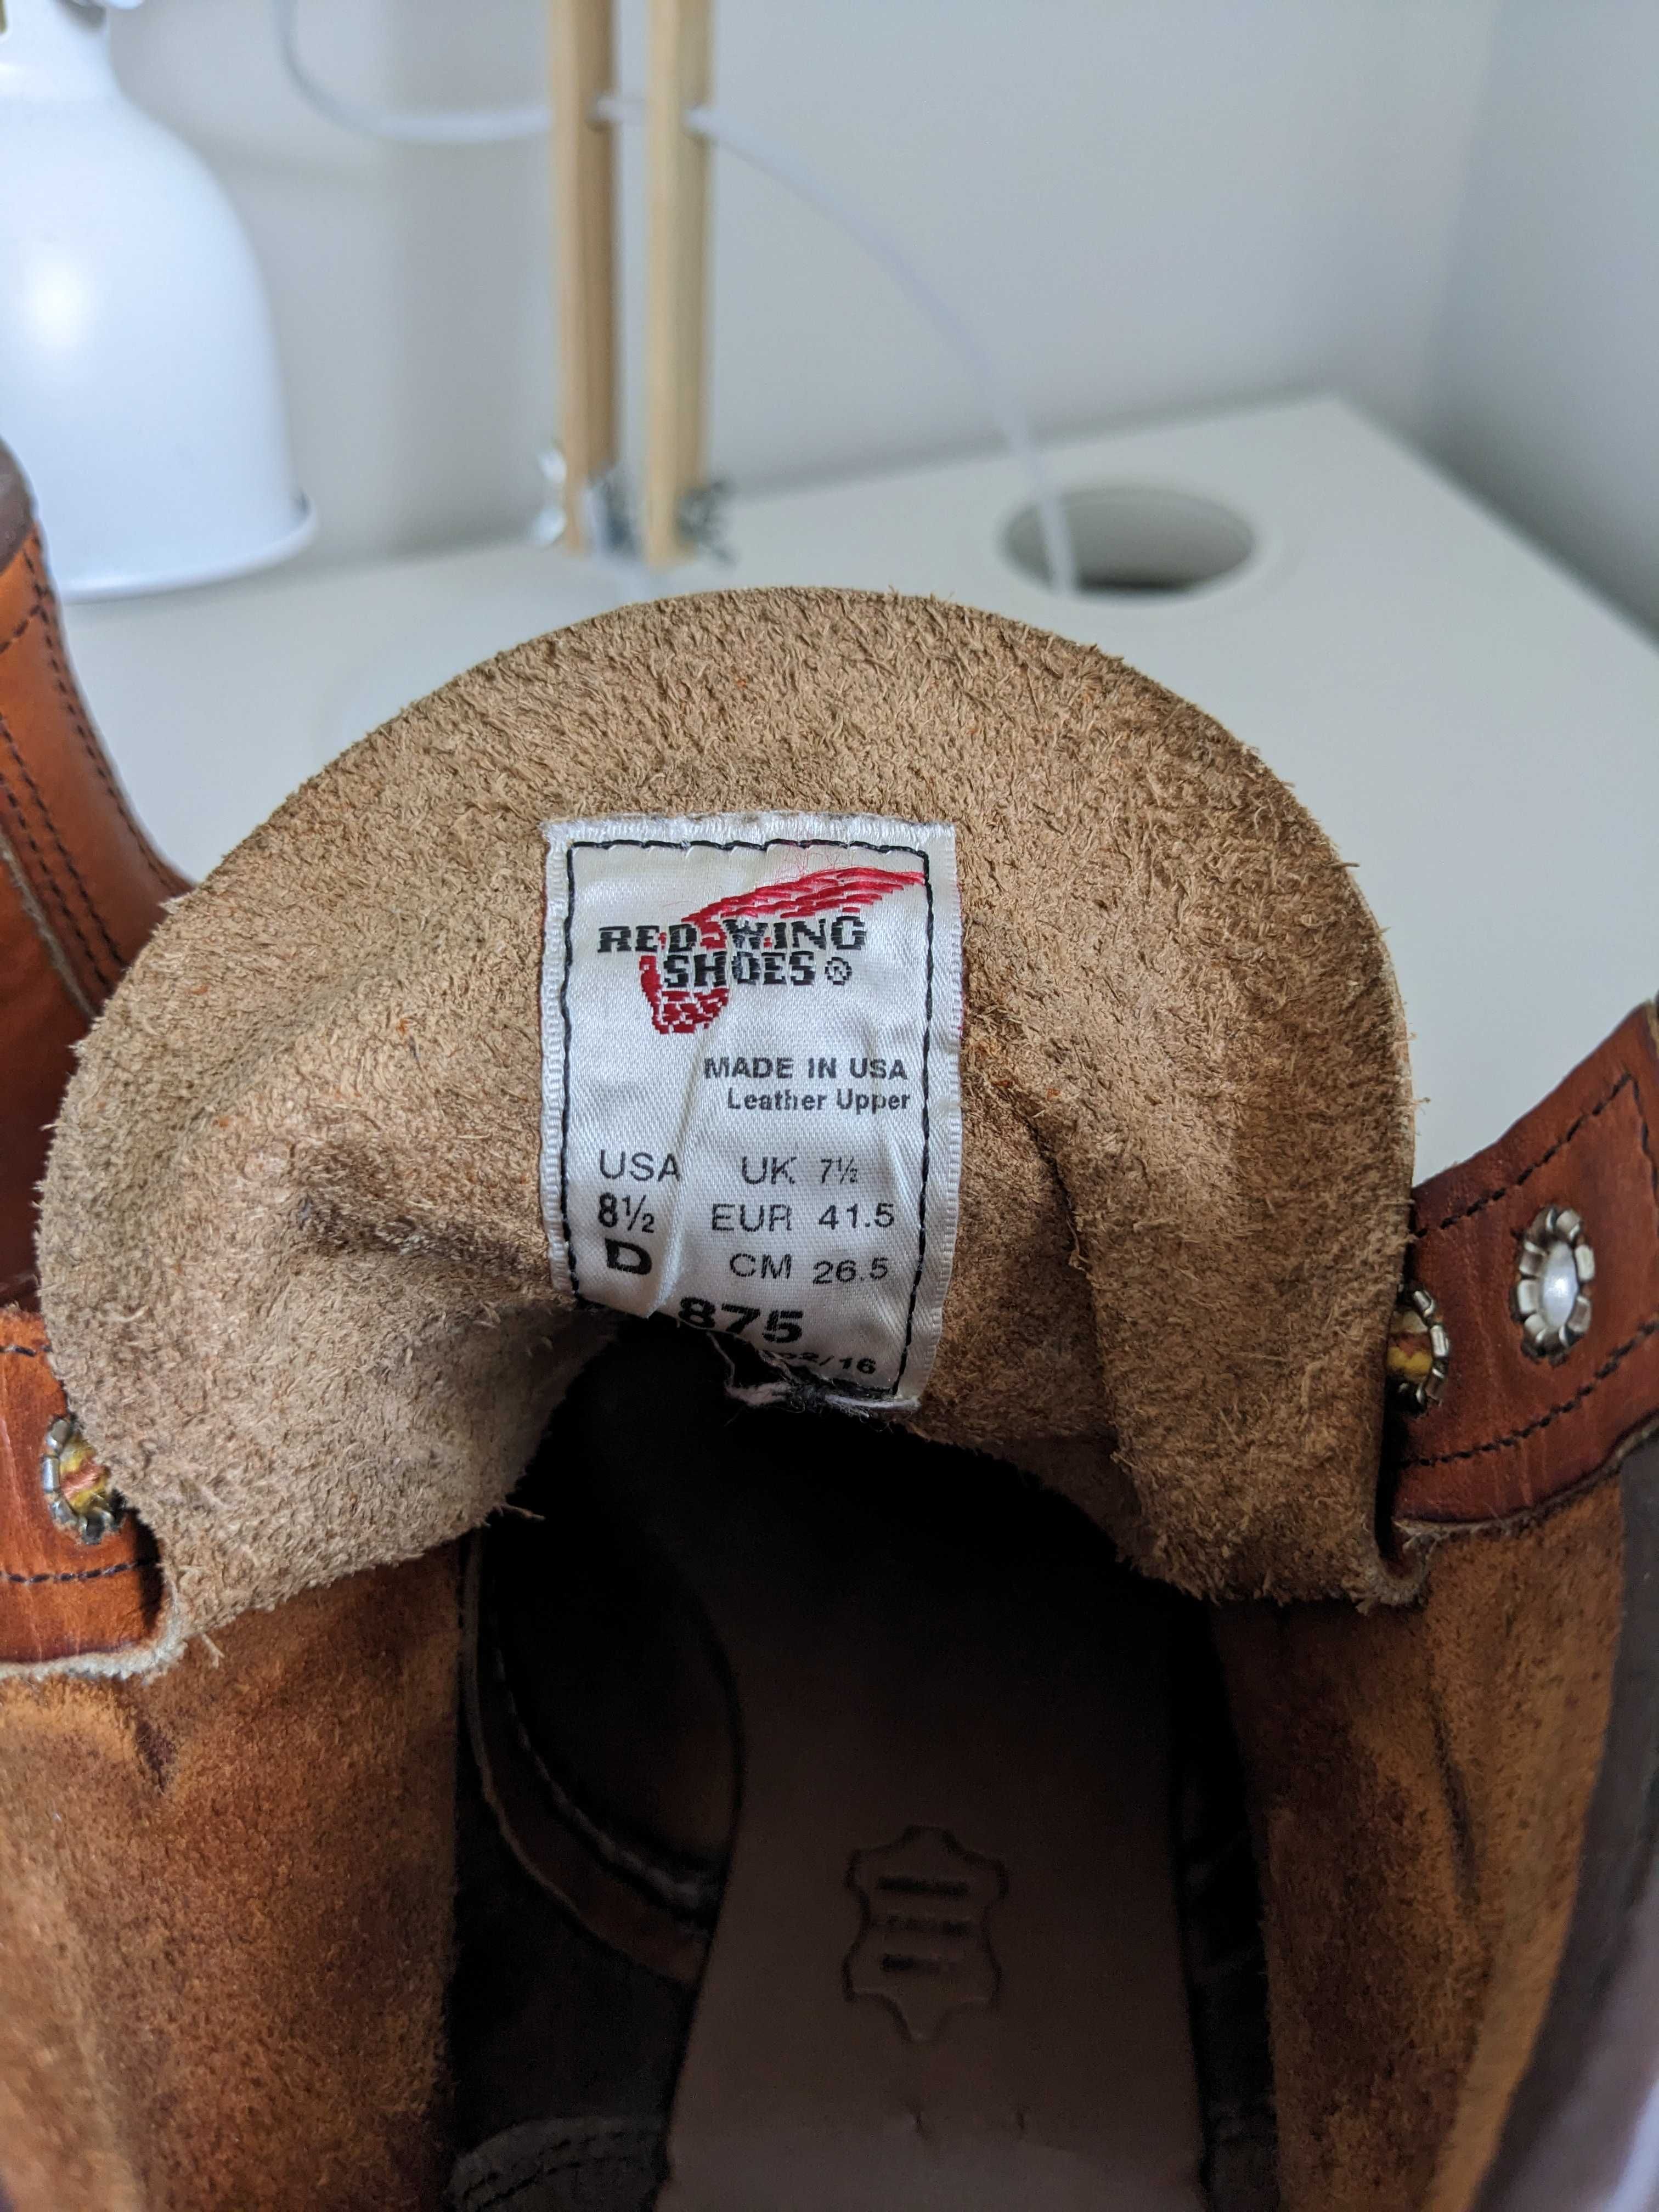 RED WING
SHOES®
MADE IN USA
Leather Upper
USA UK 7½
8½ EUR 41.5
D CM 26.5
875